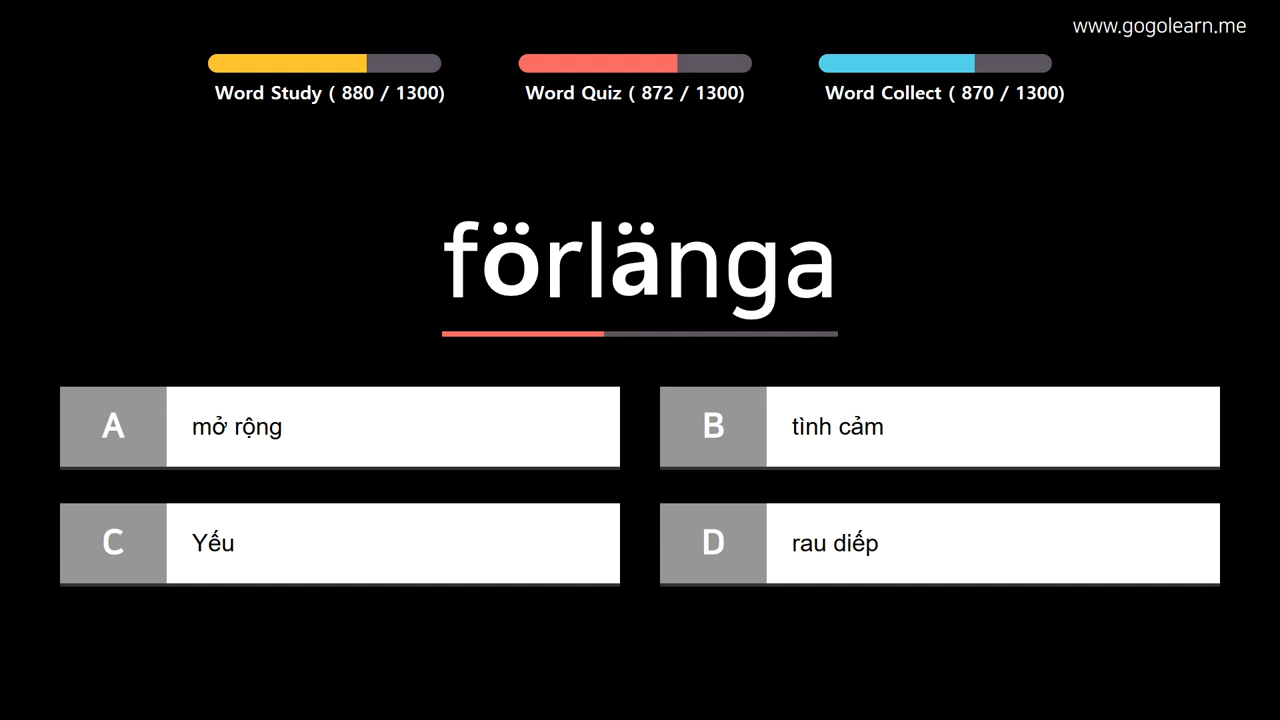 www.gogolearn.me
Word Study ( 880 / 1300)
Word Quiz ( 872 / 1300)
Word Collect ( 870 / 1300)
förlänga
A
mở rộng
B
tình cảm
C
Yếu
D
rau diếp